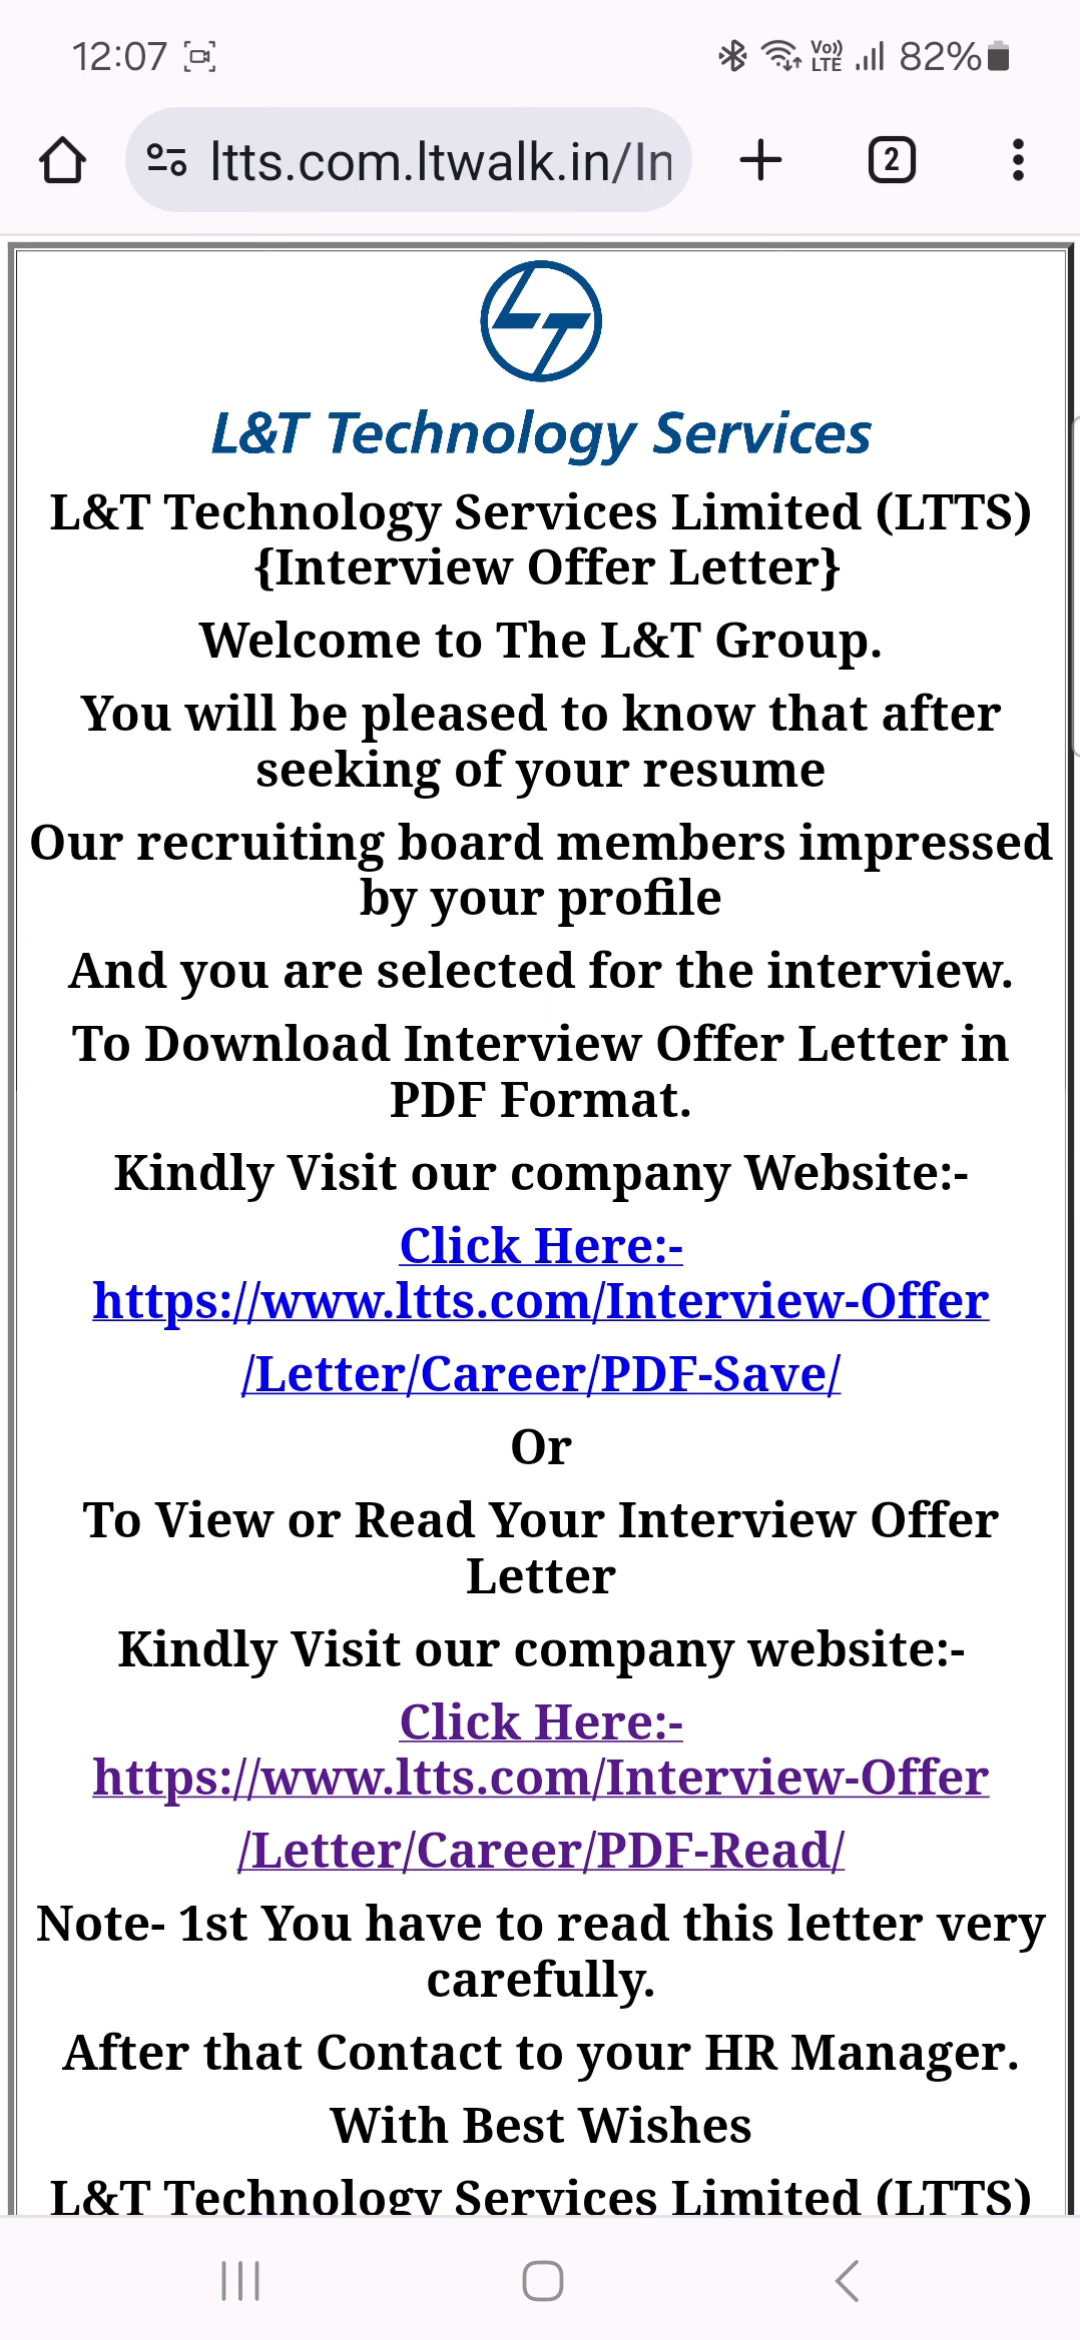 12:07 Vo)) LTE 82%
ltts.com.ltwalk.in/In 2
LT
L&T Technology Services
L&T Technology Services Limited (LTTS)
{Interview Offer Letter}
Welcome to The L&T Group.
You will be pleased to know that after
seeking of your resume
Our recruiting board members impressed
by your profile
And you are selected for the interview.
To Download Interview Offer Letter in
PDF Format.
Kindly Visit our company Website:-
Click Here:-
https://www.ltts.com/Interview-Offer
/Letter/Career/PDF-Save/
Or
To View or Read Your Interview Offer
Letter
Kindly Visit our company website:-
Click Here:-
https://www.ltts.com/Interview-Offer
/Letter/Career/PDF-Read/
Note- 1st You have to read this letter very
carefully.
After that Contact to your HR Manager.
With Best Wishes
L&T Technology Services Limited (LTTS)